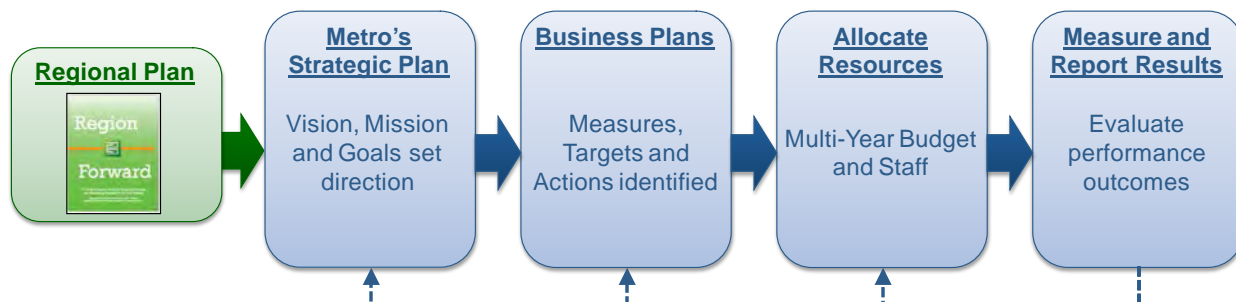 Regional Plan
Region
Forward
Metro's
Strategic Plan
Vision, Mission
and Goals set
direction
Business Plans
Measures,
Targets and
Actions identified
Allocate
Resources
Multi-Year Budget
and Staff
Measure and
Report Results
Evaluate
performance
outcomes